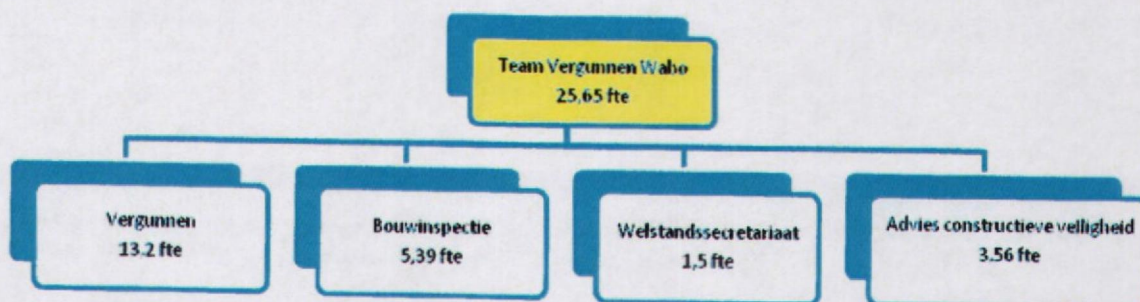 Team Vergunnen Wabo
25,65 fte
Vergunnen
13.2 fte
Bouwinspectie
5,39 fte
Welstandssecretariaat
1,5 fte
Advies constructieve veiligheid
3.56 fte